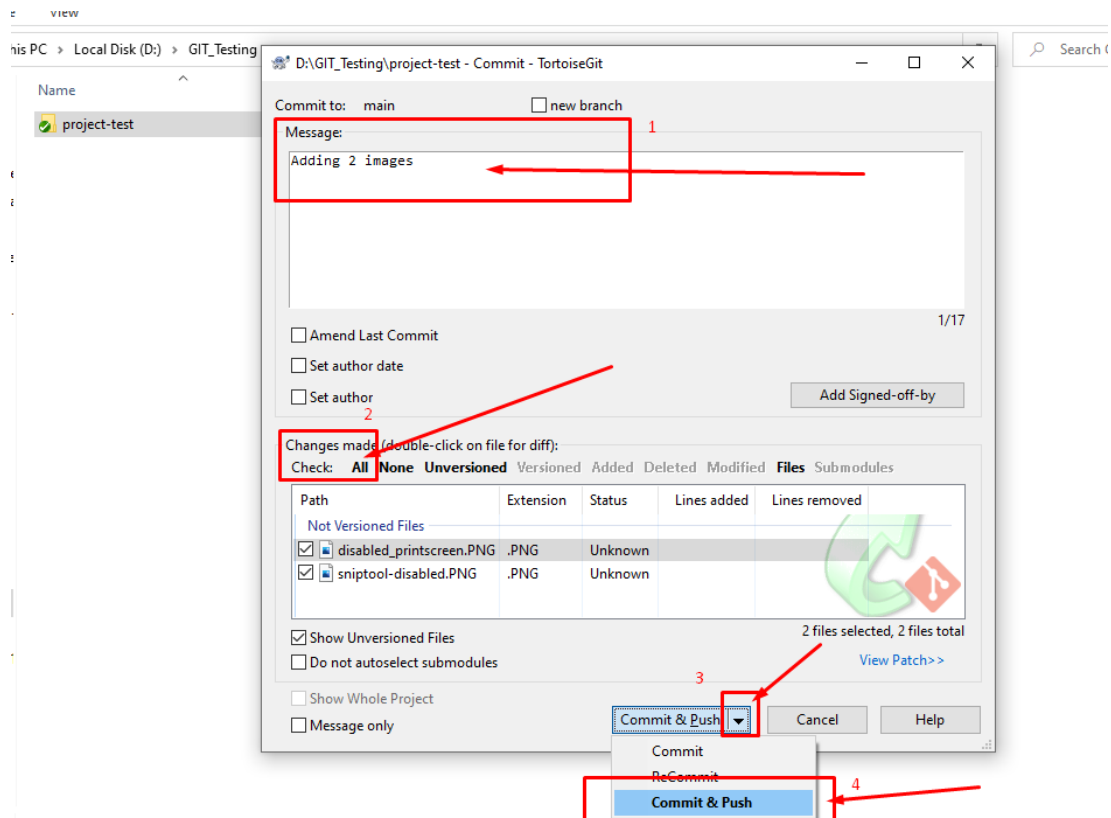 View
his PC > Local Disk (D:) > GIT_Testing
Search
Name
project-test
D:\GIT_Testing\project-test - Commit - TortoiseGit
Commit to: main new branch
Message: 1
Adding 2 images
1/17
Amend Last Commit
Set author date
Set author
Add Signed-off-by
2
Changes made (double-click on file for diff):
Check: All None Unversioned Versioned Added Deleted Modified Files Submodules
Path Extension Status Lines added Lines removed
Not Versioned Files
disabled_printscreen.PNG .PNG Unknown
sniptool-disabled.PNG .PNG Unknown
Show Unversioned Files
2 files selected, 2 files total
Do not autoselect submodules
View Patch>>
3
Show Whole Project
Message only
Commit & Push Cancel Help
Commit
ReCommit
4
Commit & Push